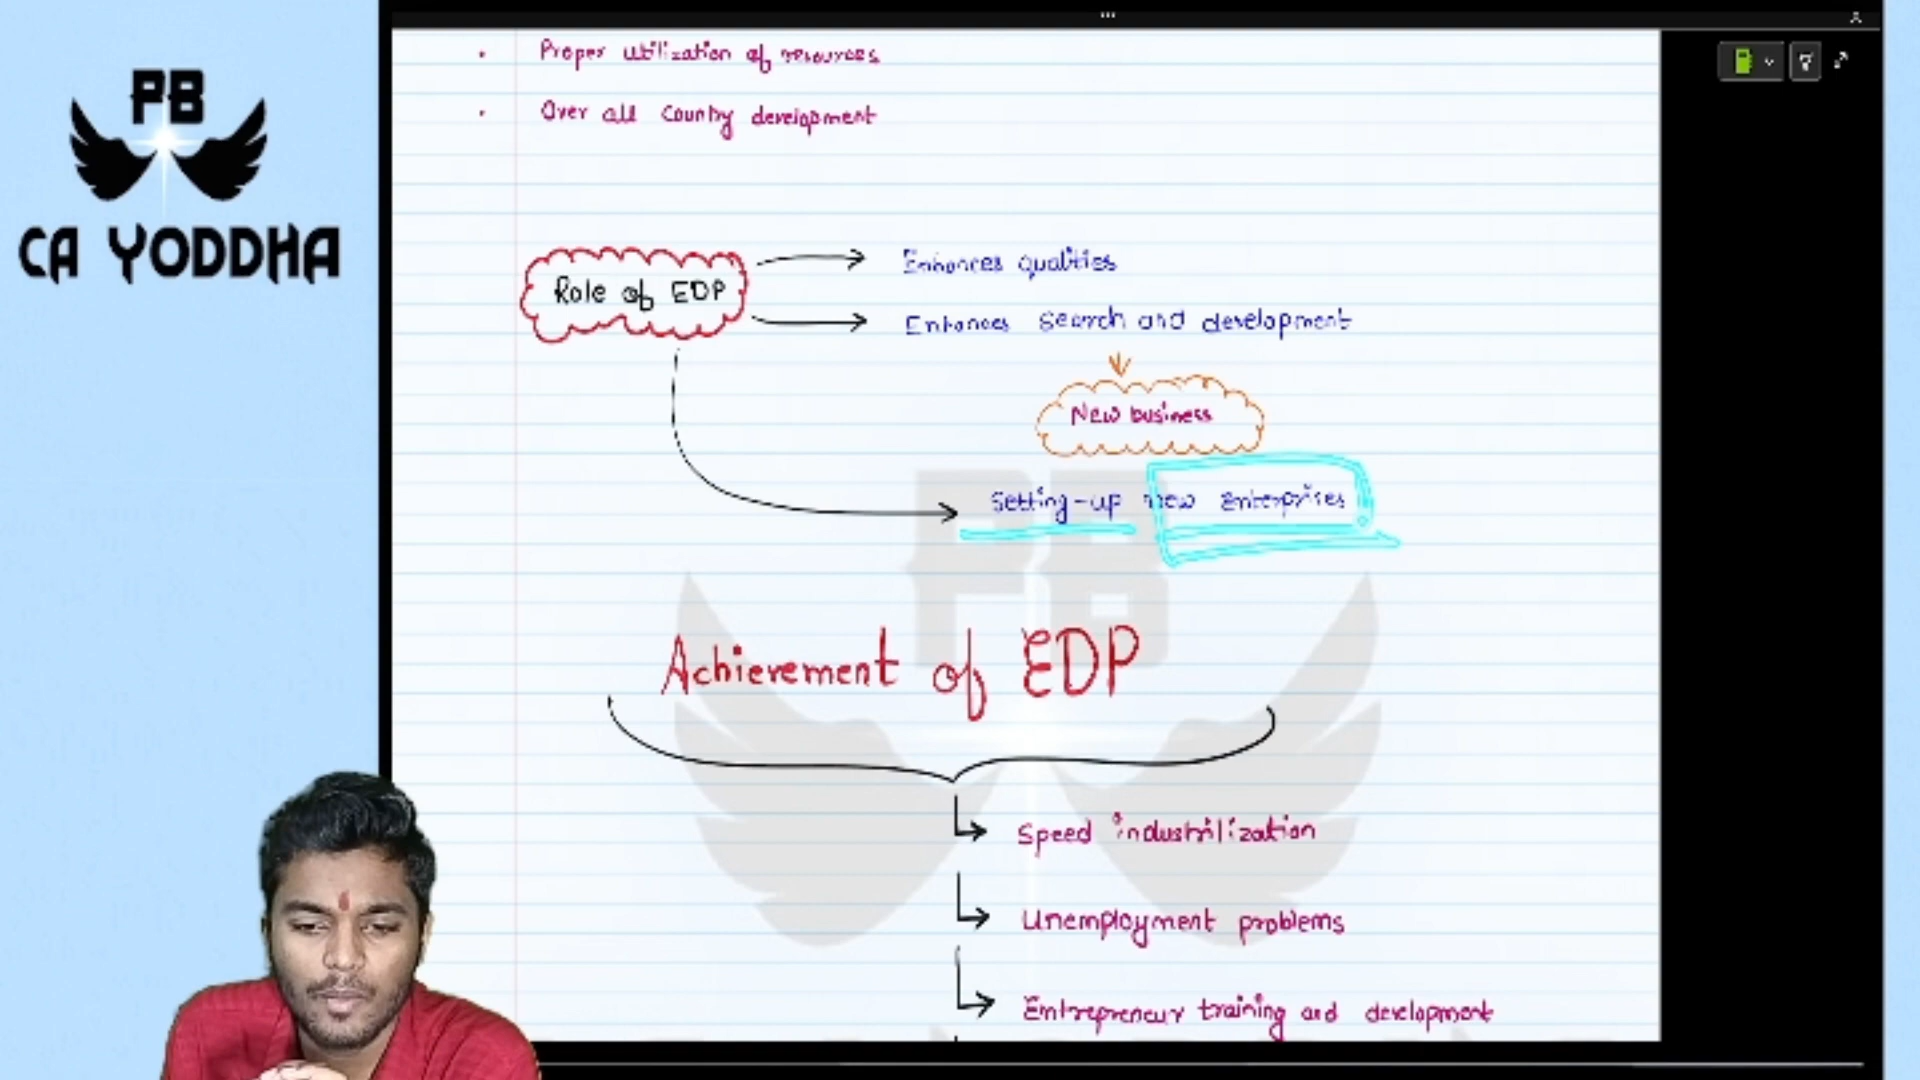 PB
CA YODDHA
• Proper utilization of resources
• Over all Country development
Role of EDP
Enhances qualities
Enhances search and development
New business
Setting-up new enterprises
PB
Achievement of EDP
Speed industrilization
Unemployment problems
Entrepreneur training and development